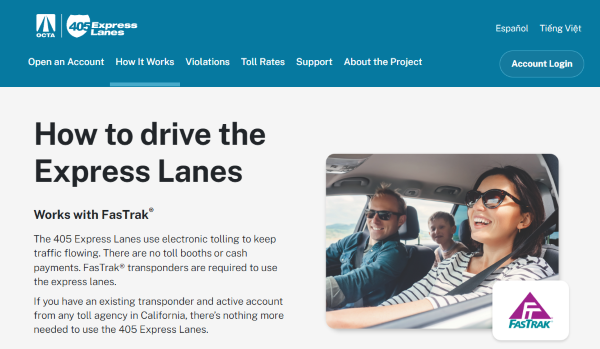 OCTA
405 Express
Lanes
Español Tiếng Việt
Open an Account How It Works Violations Toll Rates Support About the Project
Account Login
How to drive the
Express Lanes
Works with FasTrak®
The 405 Express Lanes use electronic tolling to keep
traffic flowing. There are no toll booths or cash
payments. FasTrak® transponders are required to use
the express lanes.
If you have an existing transponder and active account
from any toll agency in California, there's nothing more
needed to use the 405 Express Lanes.
FASTRAK